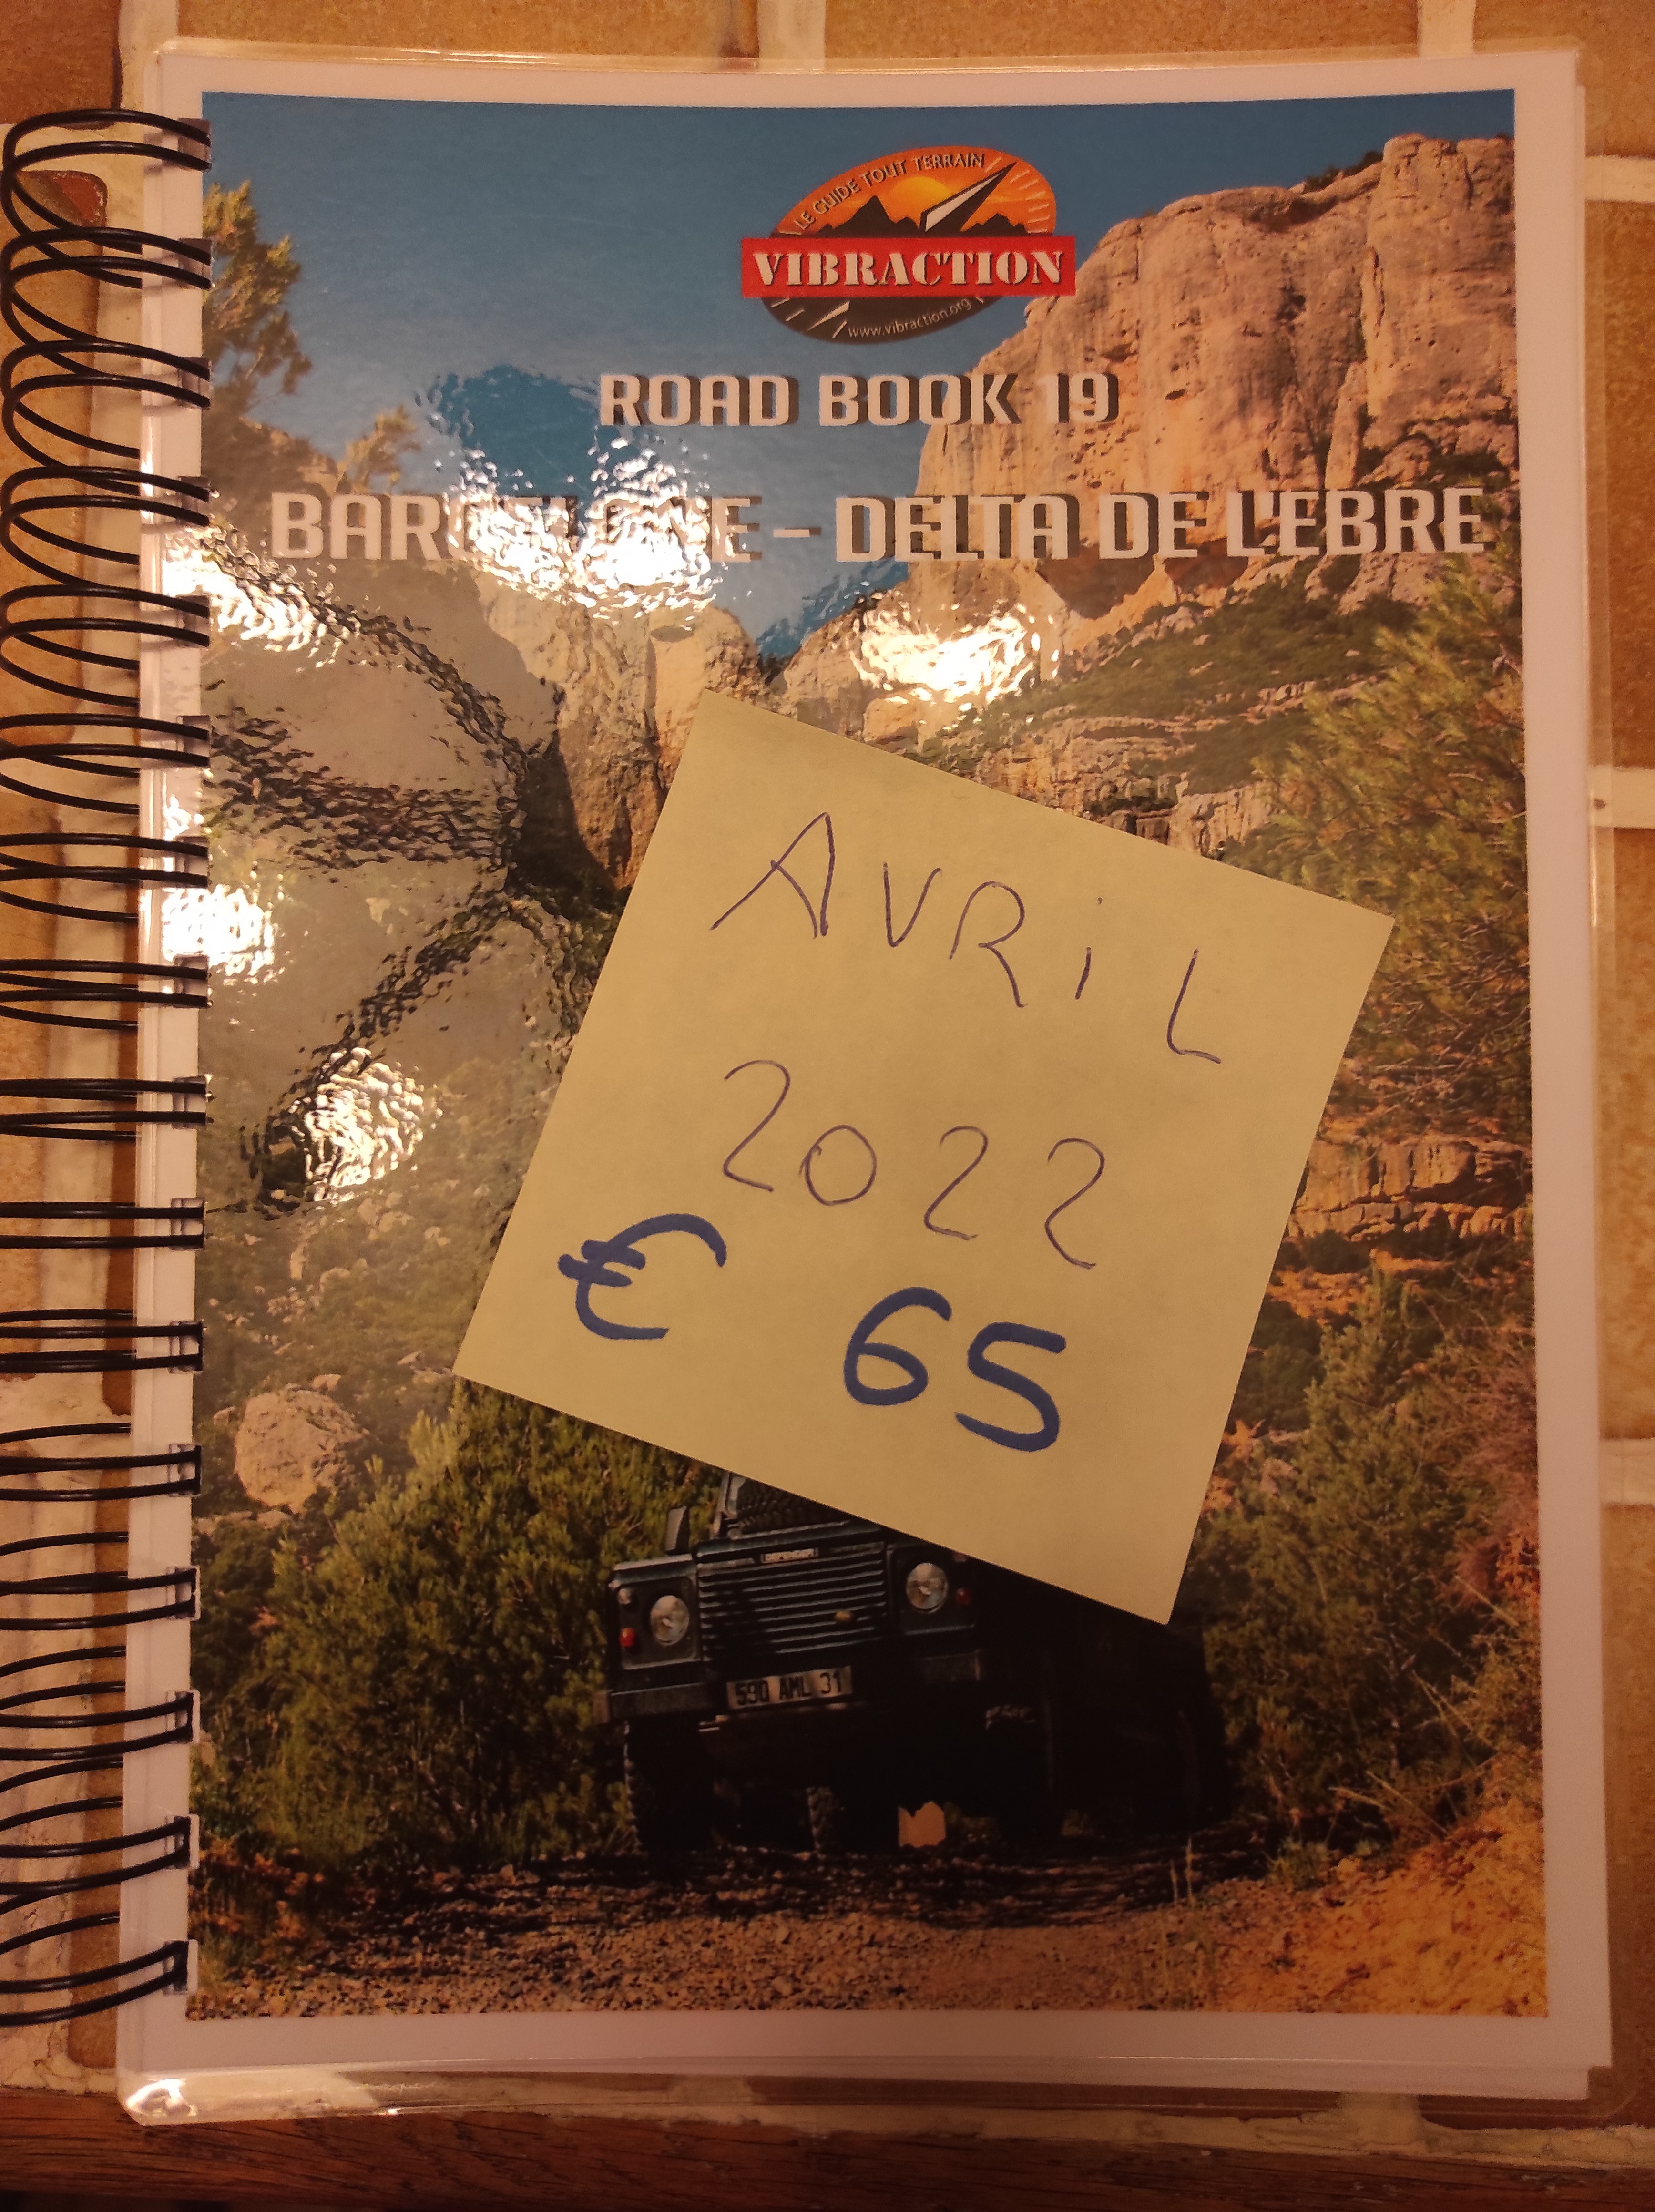 LE GUIDE TOUT TERRAIN
VIBRACTION
www.vibraction.org
ROAD BOOK 19
BARCELONE - DELTA DE L'EBRE
AVRiL
2022
€ 65
DEFENDER
590 AML 31